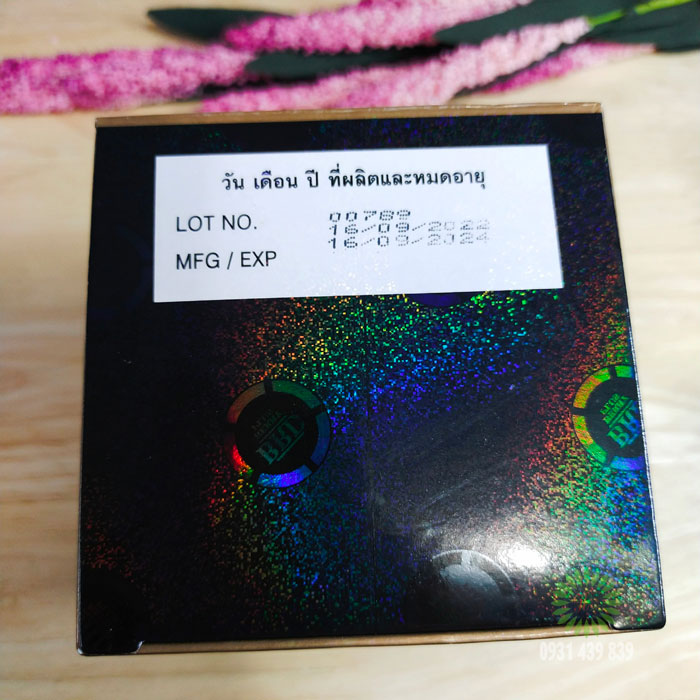 วัน เดือน ปี ที่ผลิตและหมดอายุ
LOT NO. 00789
16/09/2022
MFG / EXP 16/09/2024
BBL
0931 439 839